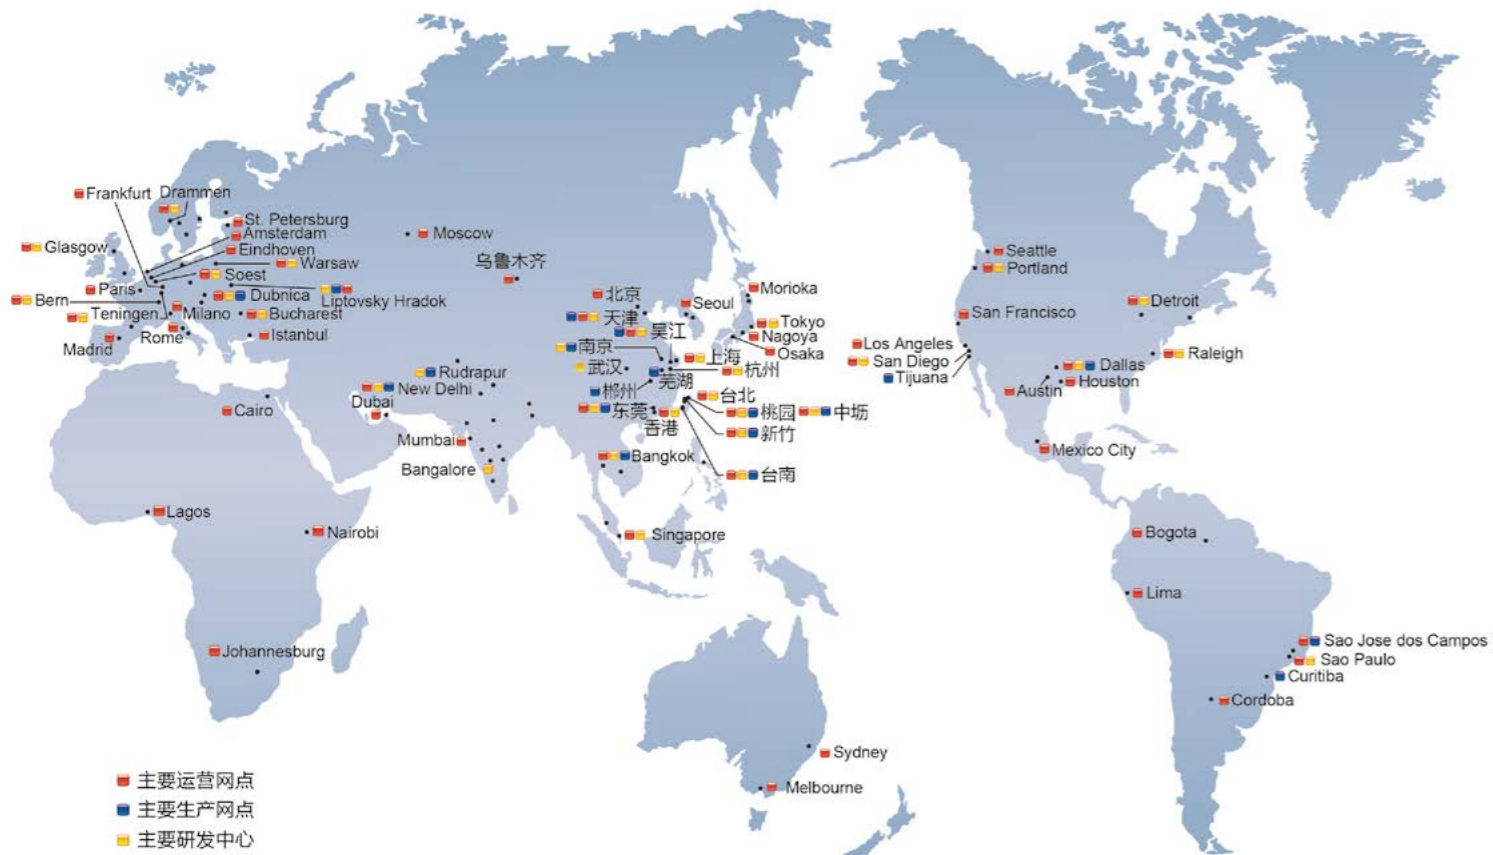 Frankfurt
Drammen
St. Petersburg
Amsterdam
Eindhoven
Glasgow
Warsaw
Soest
Paris
Dubnica
Liptovsky Hradok
Bern
Teningen
Milano
Bucharest
Rome
Istanbul
Madrid
Moscow
乌鲁木齐
北京
Seoul
Morioka
天津
吴江
Tokyo
Nagoya
Osaka
南京
上海
武汉
芜湖
杭州
郴州
Rudrapur
New Delhi
Dubai
Cairo
东莞
香港
台北
桃园
中坜
新竹
台南
Mumbai
Bangkok
Bangalore
Lagos
Nairobi
Singapore
Johannesburg
Sydney
Melbourne
Seattle
Portland
Detroit
San Francisco
Los Angeles
San Diego
Tijuana
Raleigh
Dallas
Austin
Houston
Mexico City
Bogota
Lima
Sao Jose dos Campos
Sao Paulo
Curitiba
Cordoba
主要运营网点
主要生产网点
主要研发中心